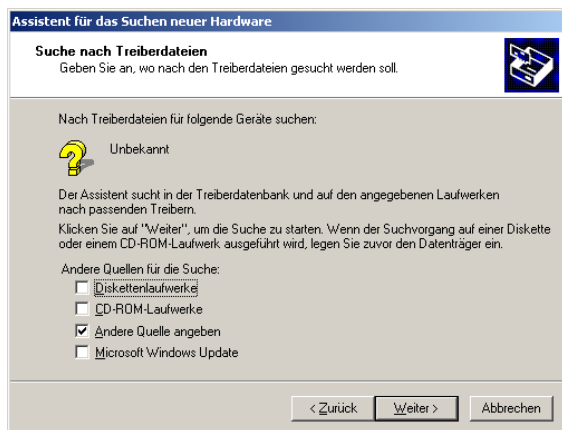 Assistent für das Suchen neuer Hardware
Suche nach Treiberdateien
Geben Sie an, wo nach den Treiberdateien gesucht werden soll.
Nach Treiberdateien für folgende Geräte suchen:
Unbekannt
Der Assistent sucht in der Treiberdatenbank und auf den angegebenen Laufwerken
nach passenden Treibern.
Klicken Sie auf "Weiter", um die Suche zu starten. Wenn der Suchvorgang auf einer Diskette
oder einem CD-ROM-Laufwerk ausgeführt wird, legen Sie zuvor den Datenträger ein.
Andere Quellen für die Suche:
Diskettenlaufwerke
CD-ROM-Laufwerke
Andere Quelle angeben
Microsoft Windows Update
< Zurück Weiter > Abbrechen